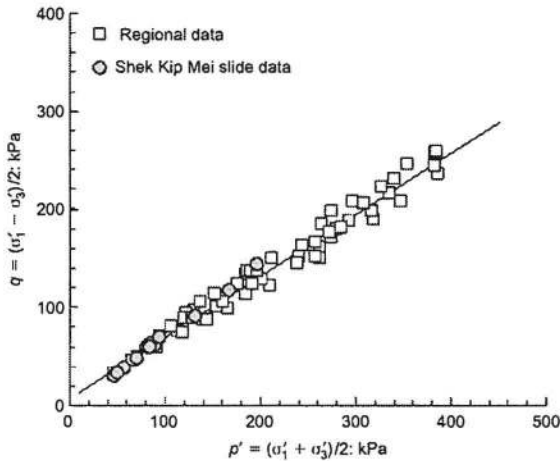 Regional data
Shek Kip Mei slide data
q = (σ′₁ − σ′₃)/2: kPa
400
300
200
100
0
0 100 200 300 400 500
p′ = (σ′₁ + σ′₃)/2: kPa